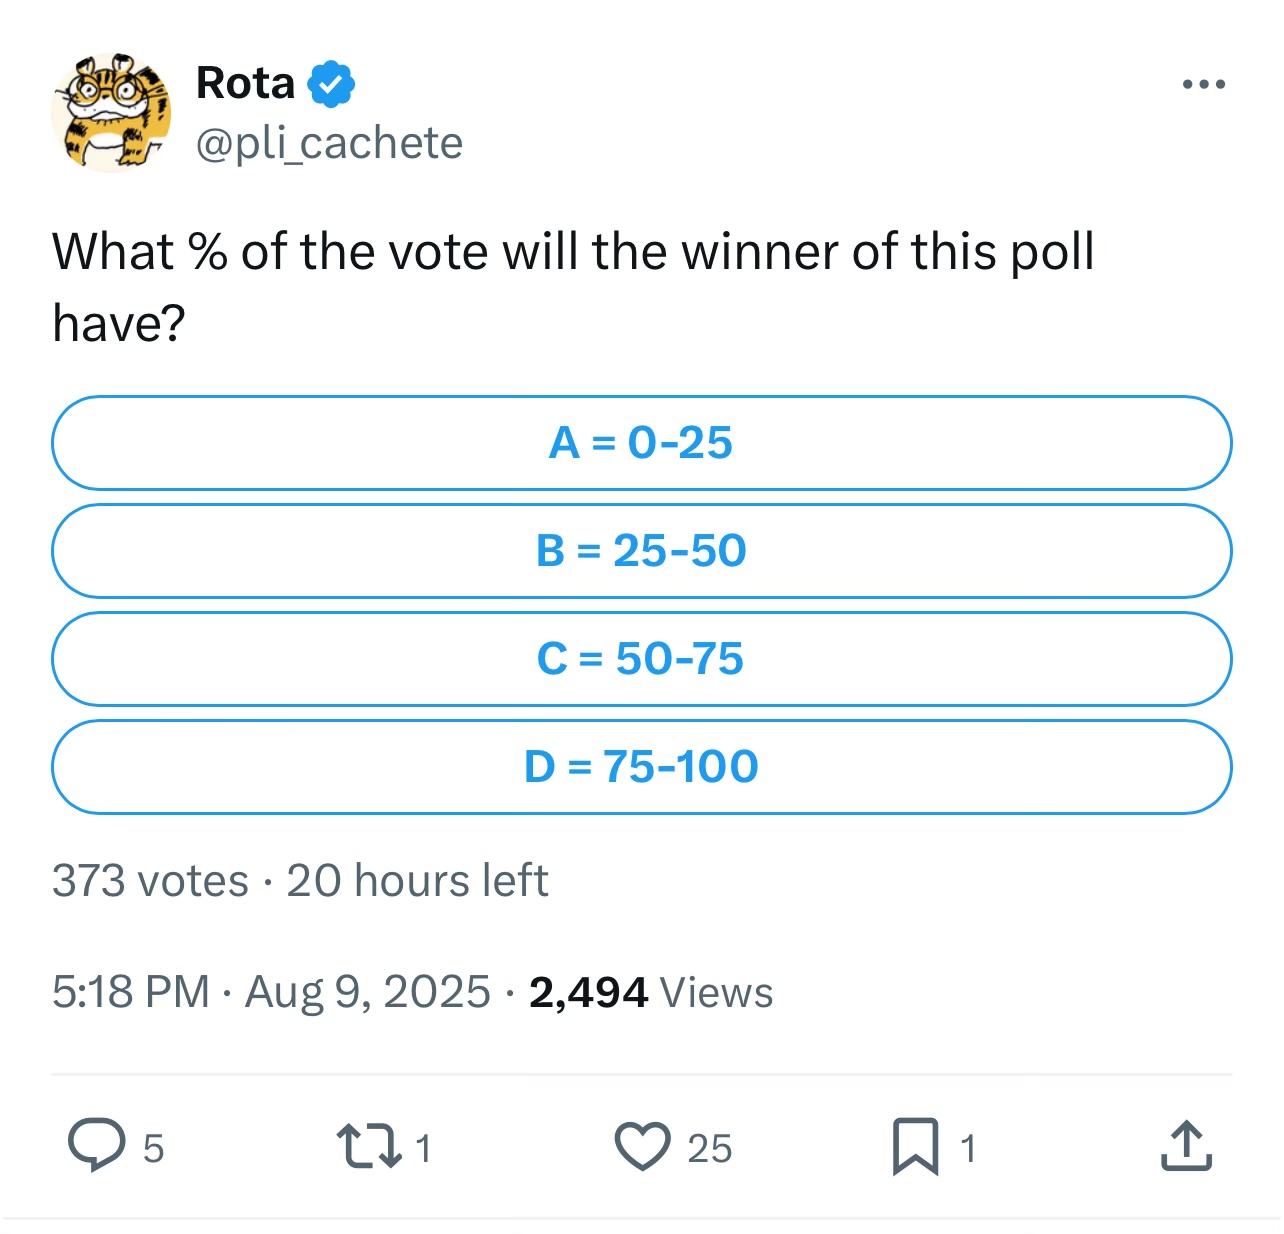 Rota
@pli_cachete
What % of the vote will the winner of this poll
have?
A = 0-25
B = 25-50
C = 50-75
D = 75-100
373 votes · 20 hours left
5:18 PM · Aug 9, 2025 · 2,494 Views
5 1 25 1